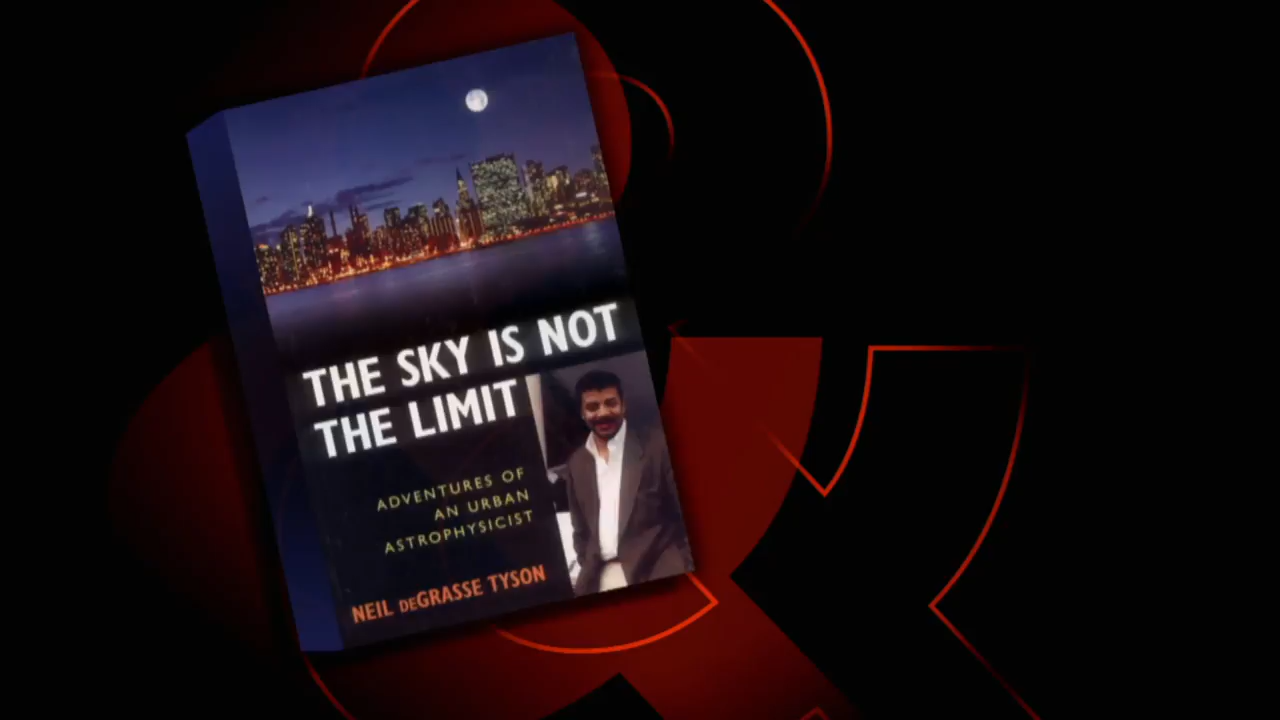 THE SKY IS NOT
THE LIMIT
ADVENTURES OF
AN URBAN
ASTROPHYSICIST
NEIL DEGRASSE TYSON